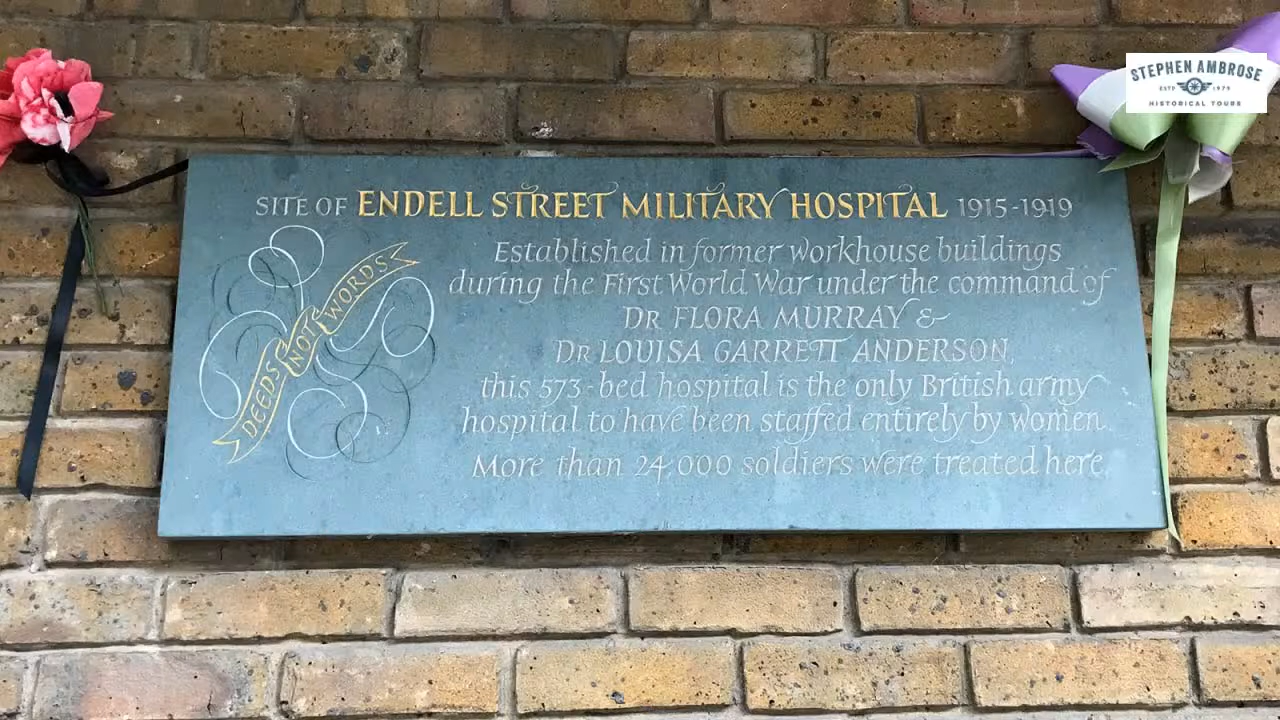 STEPHEN AMBROSE
ESTD 1979
HISTORICAL TOURS
SITE OF ENDELL STREET MILITARY HOSPITAL 1915-1919
Established in former workhouse buildings
during the First World War under the command of
DR FLORA MURRAY &
DR LOUISA GARRETT ANDERSON,
this 573-bed hospital is the only British army
hospital to have been staffed entirely by women.
More than 24,000 soldiers were treated here.
DEEDS NOT WORDS